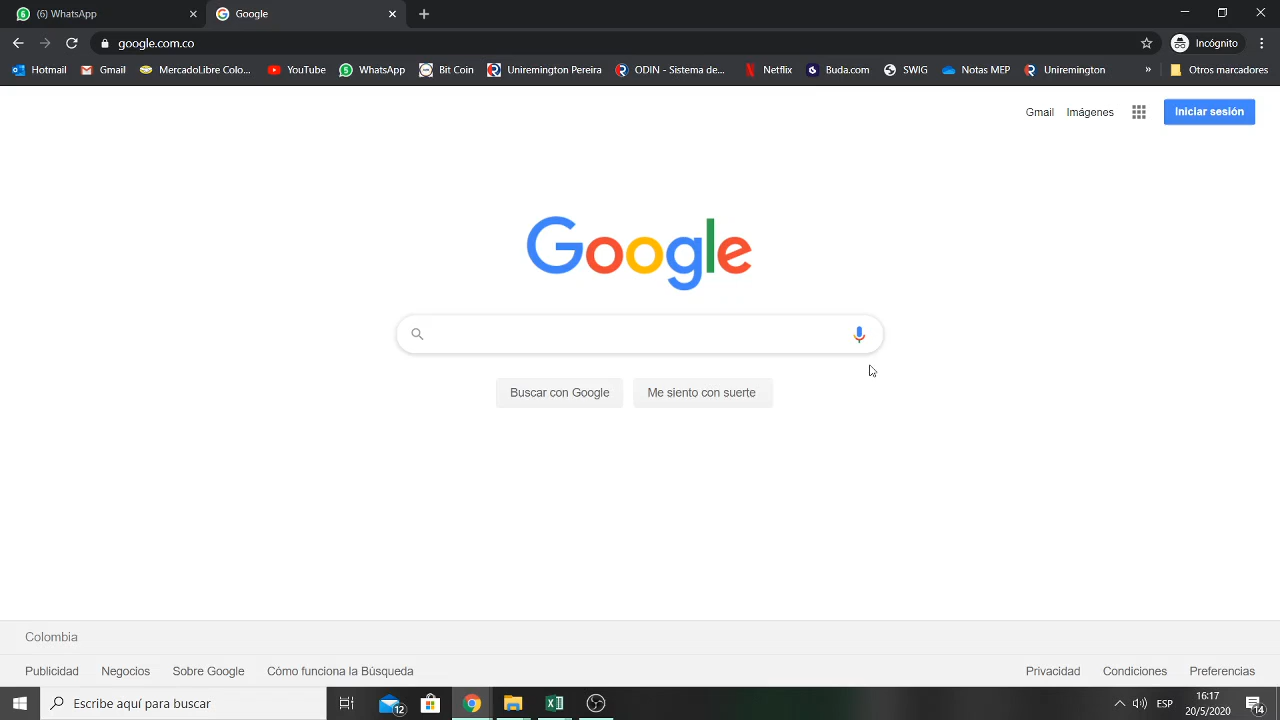 (6) WhatsApp
Google
google.com.co
Incógnito
Hotmail Gmail MercadoLibre Colo... YouTube WhatsApp Bit Coin Uniremington Pereira ODIN - Sistema de... Netflix Buda.com SWIG Notas MEP Uniremington » Otros marcadores
Gmail Imágenes Iniciar sesión
Google
Buscar con Google Me siento con suerte
Colombia
Publicidad Negocios Sobre Google Cómo funciona la Búsqueda Privacidad Condiciones Preferencias
Escribe aquí para buscar
12
ESP
16:17
20/5/2020
14